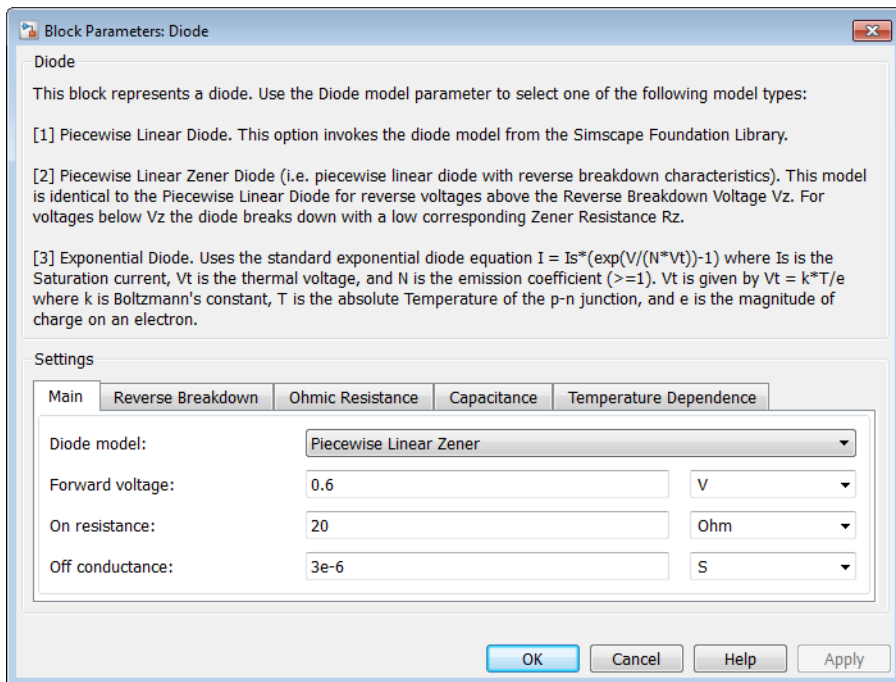 Block Parameters: Diode
Diode
This block represents a diode. Use the Diode model parameter to select one of the following model types:
[1] Piecewise Linear Diode. This option invokes the diode model from the Simscape Foundation Library.
[2] Piecewise Linear Zener Diode (i.e. piecewise linear diode with reverse breakdown characteristics). This model
is identical to the Piecewise Linear Diode for reverse voltages above the Reverse Breakdown Voltage Vz. For
voltages below Vz the diode breaks down with a low corresponding Zener Resistance Rz.
[3] Exponential Diode. Uses the standard exponential diode equation I = Is*(exp(V/(N*Vt))-1) where Is is the
Saturation current, Vt is the thermal voltage, and N is the emission coefficient (>=1). Vt is given by Vt = k*T/e
where k is Boltzmann's constant, T is the absolute Temperature of the p-n junction, and e is the magnitude of
charge on an electron.
Settings
Main Reverse Breakdown Ohmic Resistance Capacitance Temperature Dependence
Diode model: Piecewise Linear Zener
Forward voltage: 0.6 V
On resistance: 20 Ohm
Off conductance: 3e-6 S
OK Cancel Help Apply